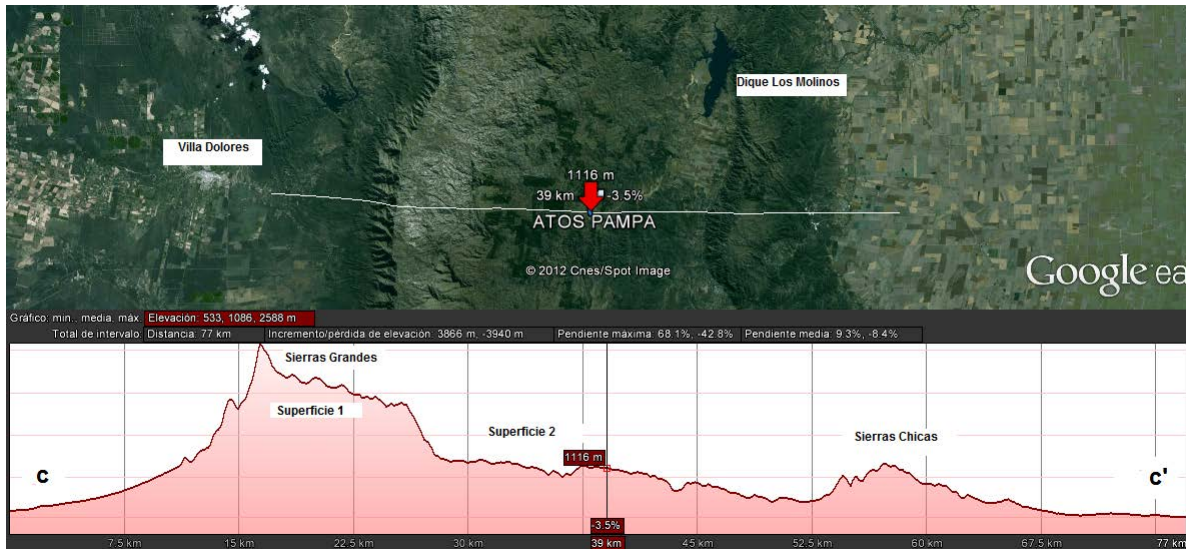 Dique Los Molinos
Villa Dolores
1116 m
39 km -3.5%
ATOS PAMPA
© 2012 Cnes/Spot Image
Google ea
Gráfico: min., media, máx. Elevación: 533, 1086, 2588 m
Total de intervalo: Distancia: 77 km Incremento/pérdida de elevación: 3866 m, -3940 m Pendiente máxima: 68.1%, -42.8% Pendiente media: 9.3%, -8.4%
Sierras Grandes
Superficie 1
Superficie 2
Sierras Chicas
1116 m
C
C'
-3.5%
7.5 km 15 km 22.5 km 30 km 39 km 45 km 52.5 km 60 km 67.5 km 77 km